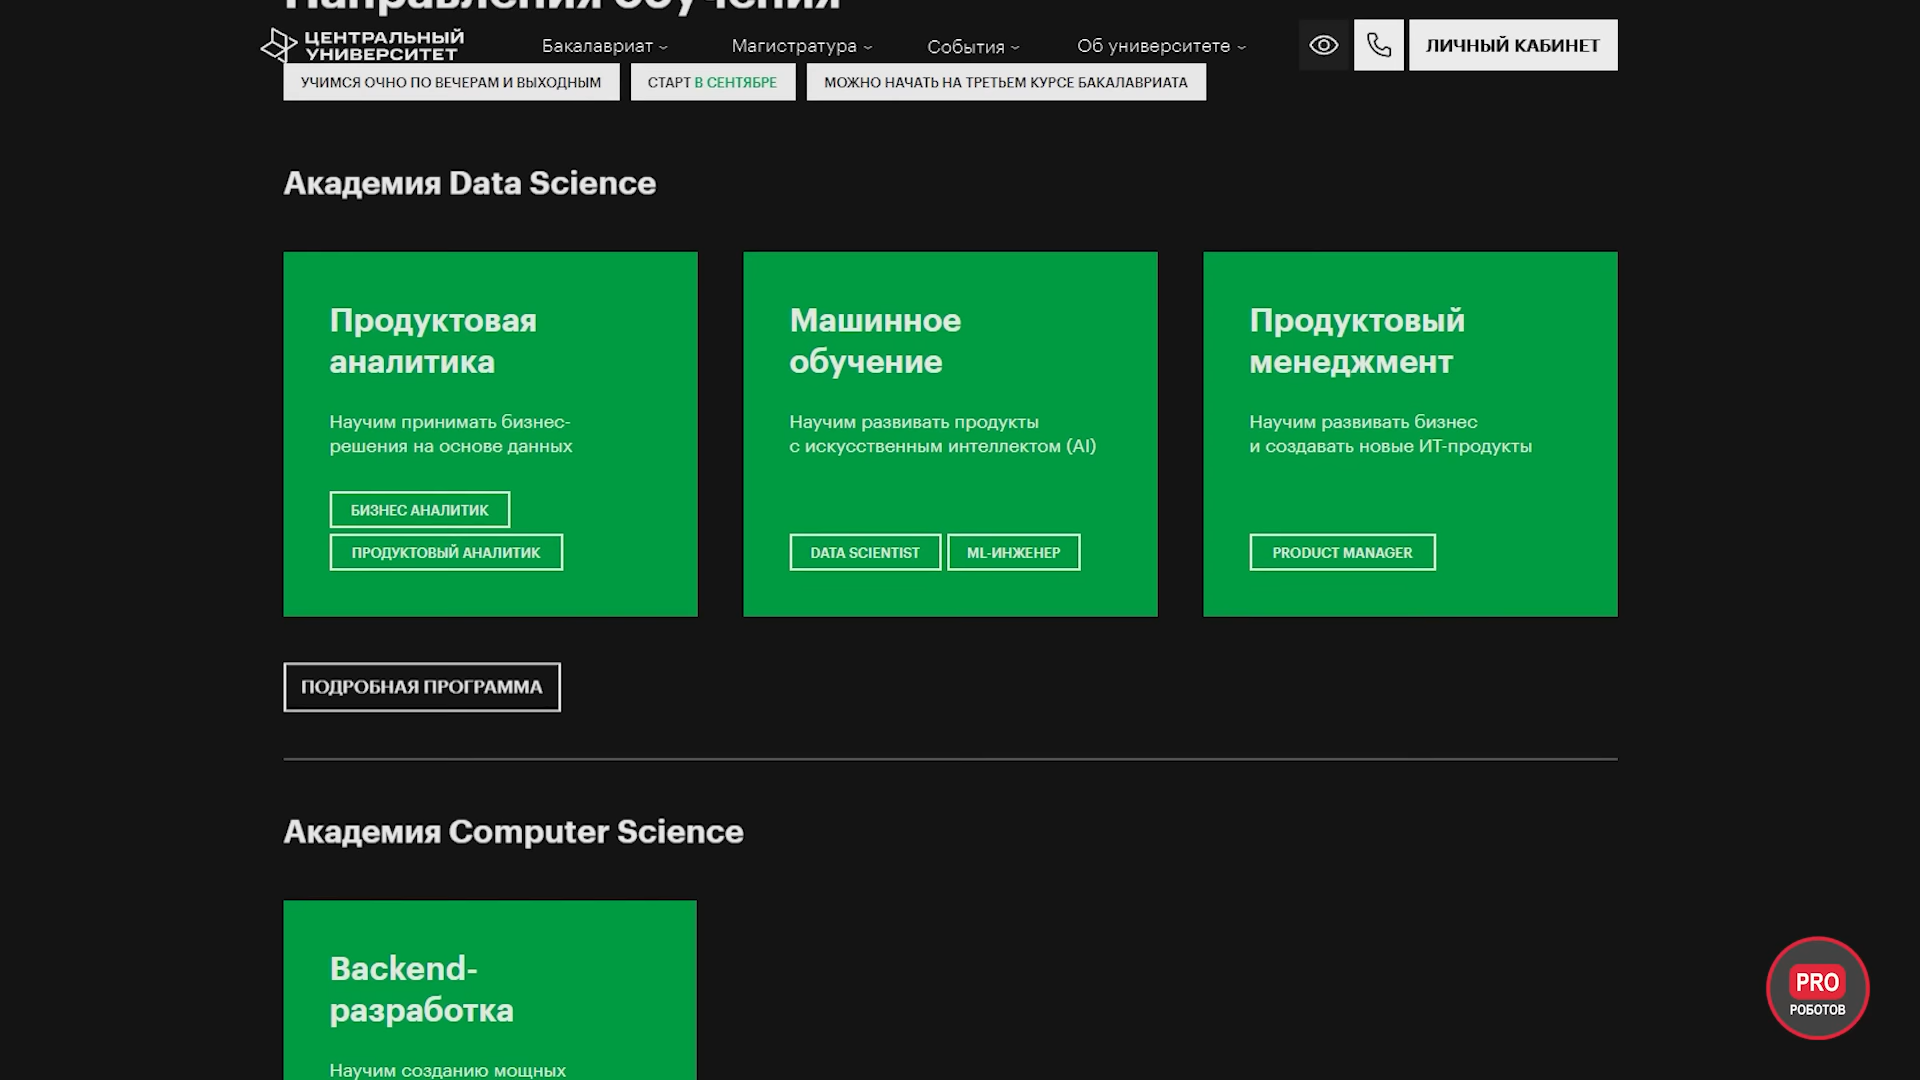 Направления обучения
ЦЕНТРАЛЬНЫЙ
УНИВЕРСИТЕТ
Бакалавриат
Магистратура
События
Об университете
ЛИЧНЫЙ КАБИНЕТ
УЧИМСЯ ОЧНО ПО ВЕЧЕРАМ И ВЫХОДНЫМ
СТАРТ В СЕНТЯБРЕ
МОЖНО НАЧАТЬ НА ТРЕТЬЕМ КУРСЕ БАКАЛАВРИАТА
Академия Data Science
Продуктовая
аналитика
Научим принимать бизнес-
решения на основе данных
БИЗНЕС АНАЛИТИК
ПРОДУКТОВЫЙ АНАЛИТИК
Машинное
обучение
Научим развивать продукты
с искусственным интеллектом (AI)
DATA SCIENTIST
ML-ИНЖЕНЕР
Продуктовый
менеджмент
Научим развивать бизнес
и создавать новые ИТ-продукты
PRODUCT MANAGER
ПОДРОБНАЯ ПРОГРАММА
Академия Computer Science
Backend-
разработка
Научим созданию мощных
PRO
РОБОТОВ